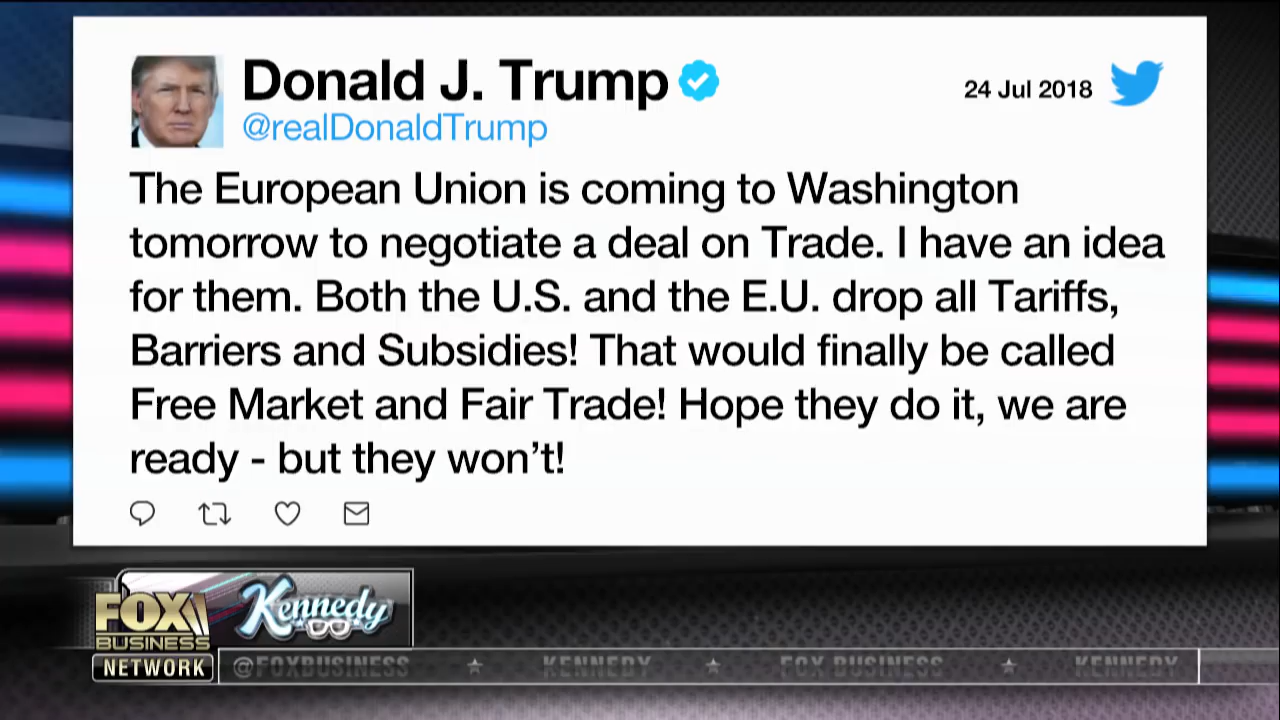 Donald J. Trump
24 Jul 2018
@realDonaldTrump
The European Union is coming to Washington
tomorrow to negotiate a deal on Trade. I have an idea
for them. Both the U.S. and the E.U. drop all Tariffs,
Barriers and Subsidies! That would finally be called
Free Market and Fair Trade! Hope they do it, we are
ready - but they won’t!
FOX
BUSINESS
NETWORK
Kennedy
@FOXBUSINESS ★ KENNEDY ★ FOX BUSINESS ★ KENNEDY